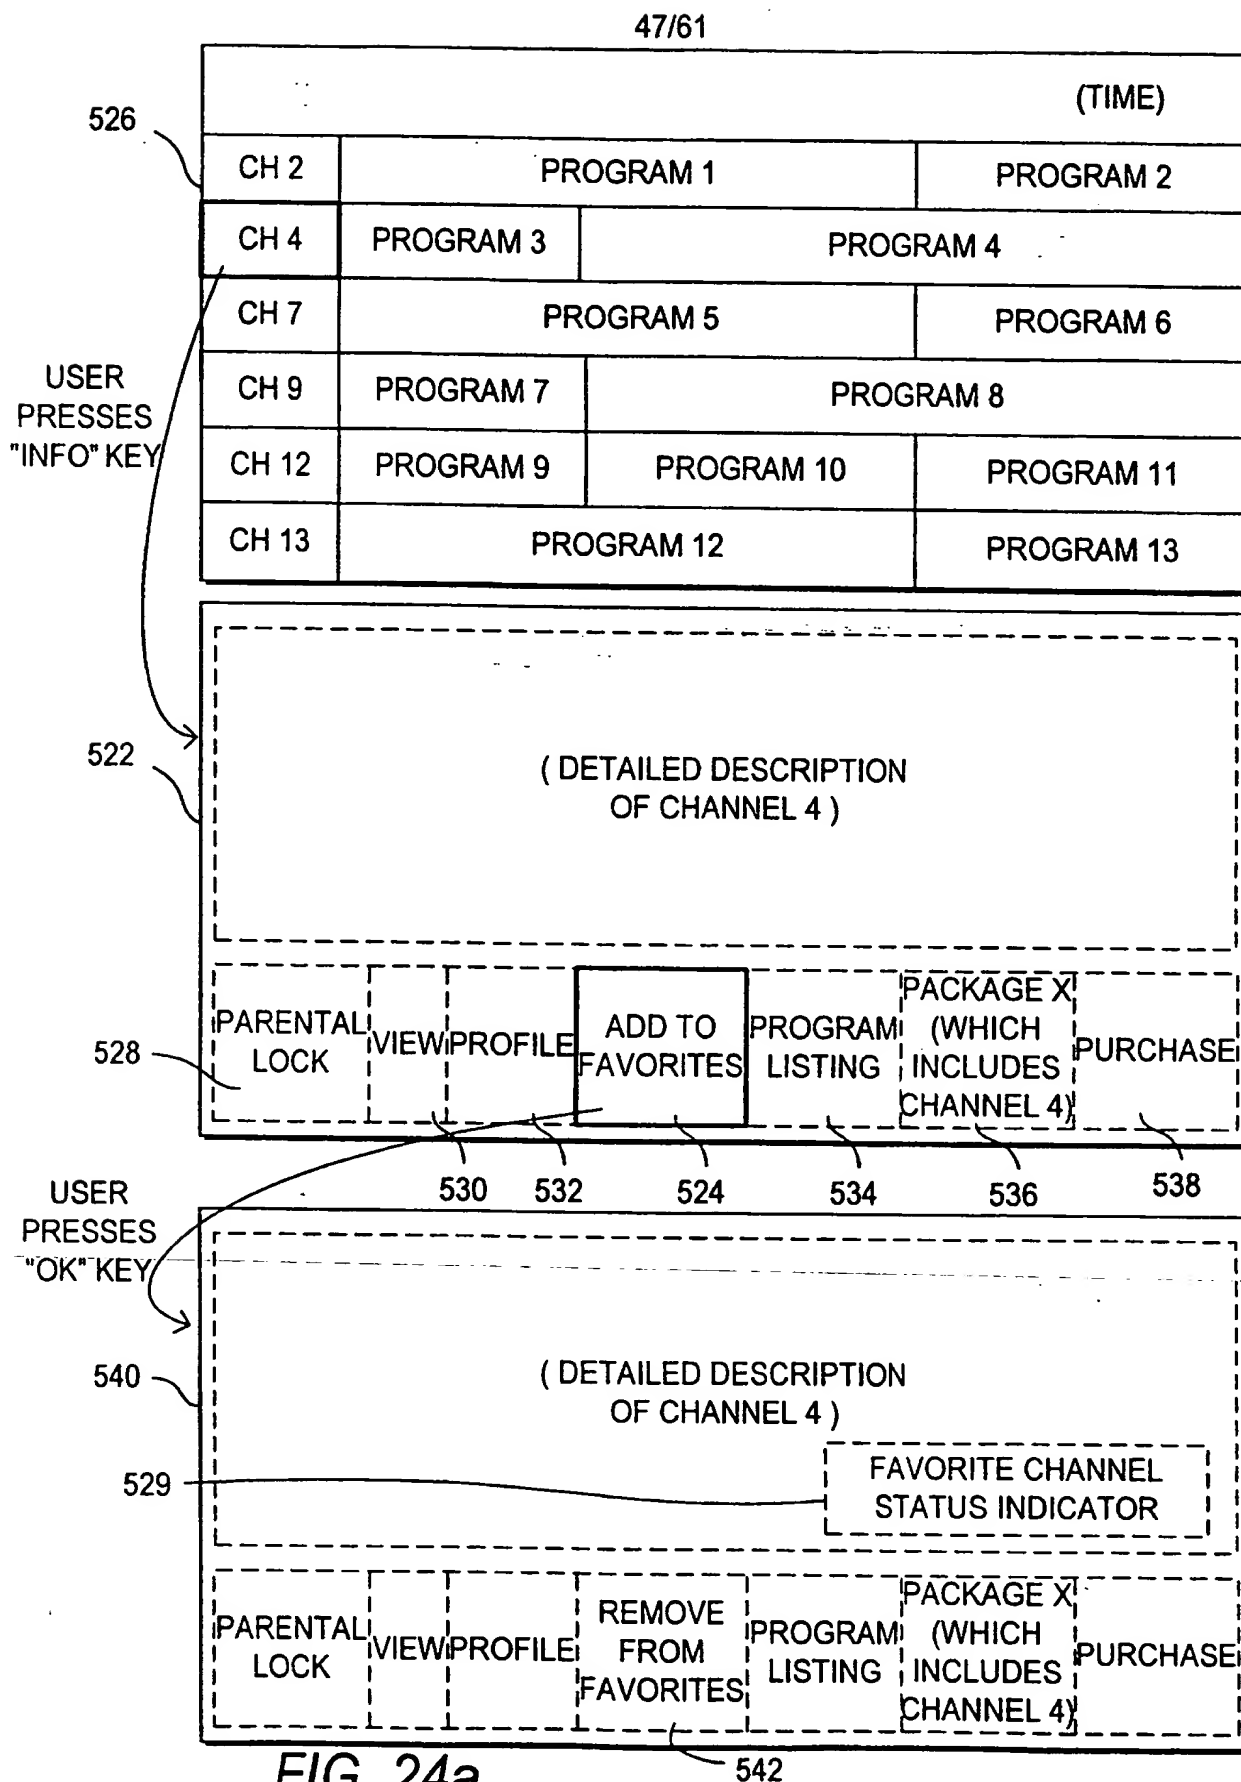 47/61
(TIME)
526
CH 2 PROGRAM 1 PROGRAM 2
CH 4 PROGRAM 3 PROGRAM 4
CH 7 PROGRAM 5 PROGRAM 6
USER
PRESSES
"INFO" KEY
CH 9 PROGRAM 7 PROGRAM 8
CH 12 PROGRAM 9 PROGRAM 10 PROGRAM 11
CH 13 PROGRAM 12 PROGRAM 13
522
( DETAILED DESCRIPTION
OF CHANNEL 4 )
528
PARENTAL
LOCK
VIEW
PROFILE
ADD TO
FAVORITES
PROGRAM
LISTING
PACKAGE X
(WHICH
INCLUDES
CHANNEL 4)
PURCHASE
530 532 524 534 536 538
USER
PRESSES
"OK" KEY
540
( DETAILED DESCRIPTION
OF CHANNEL 4 )
529
FAVORITE CHANNEL
STATUS INDICATOR
PARENTAL
LOCK
VIEW
PROFILE
REMOVE
FROM
FAVORITES
PROGRAM
LISTING
PACKAGE X
(WHICH
INCLUDES
CHANNEL 4)
PURCHASE
542
FIG. 24a